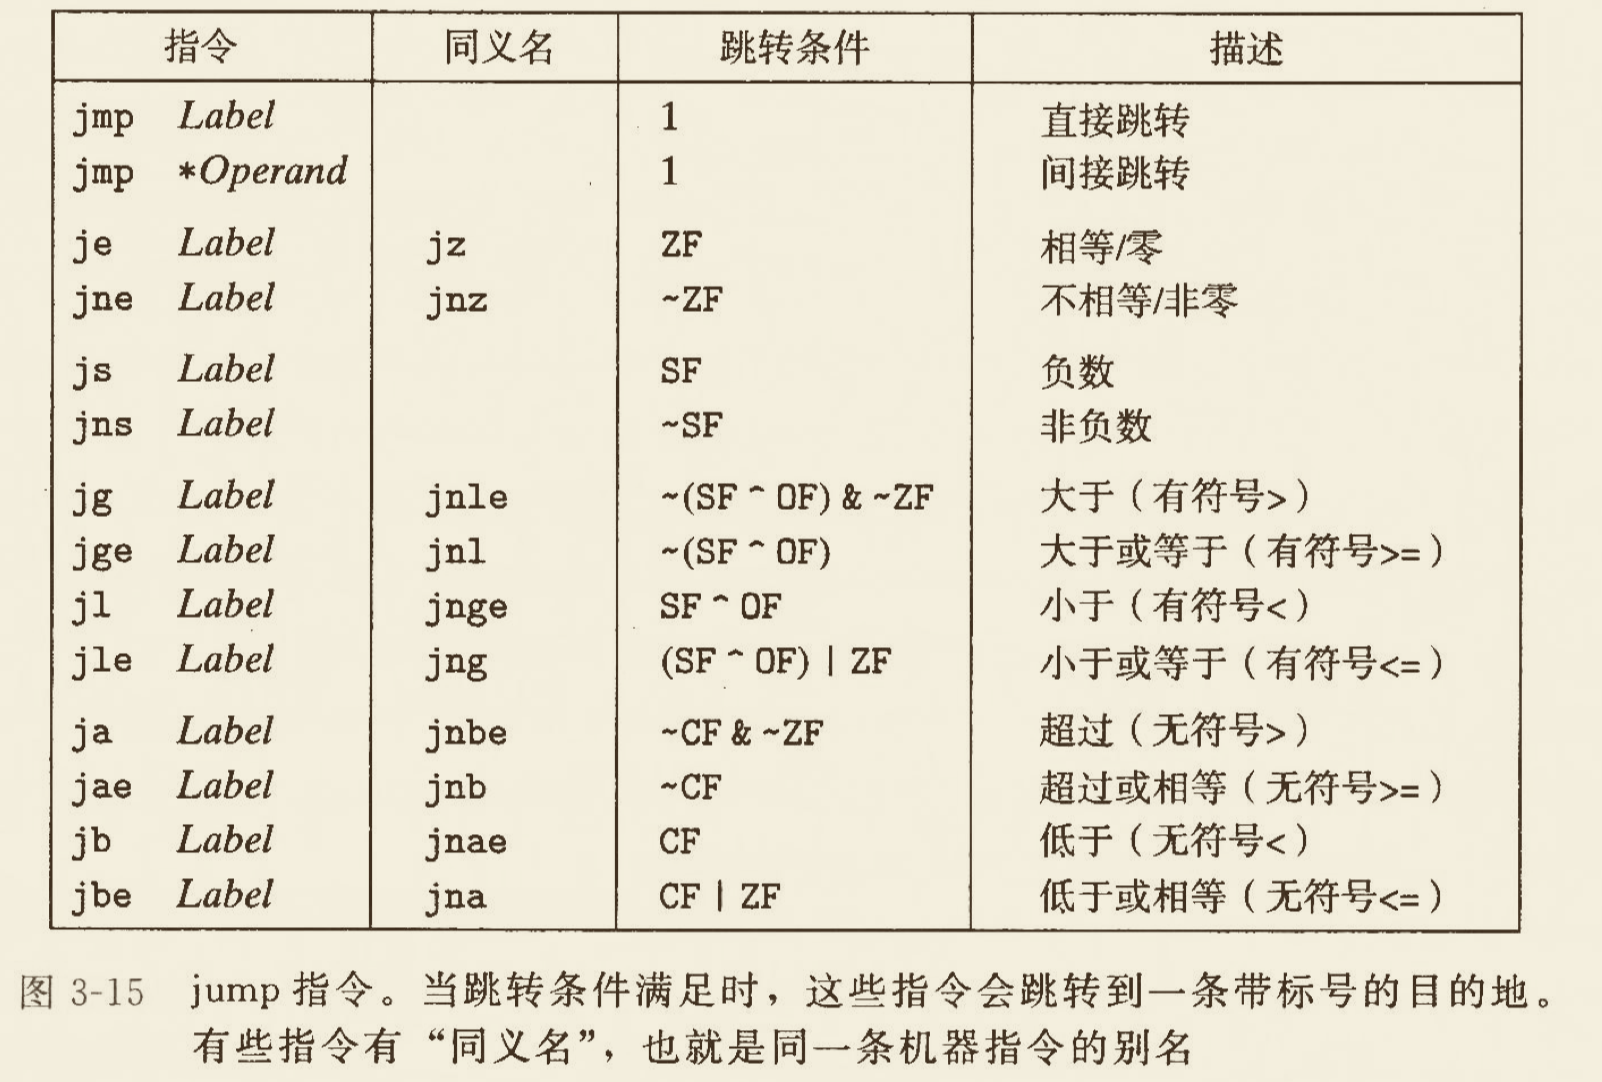 指令 同义名 跳转条件 描述
jmp Label 1 直接跳转
jmp *Operand 1 间接跳转
je Label jz ZF 相等/零
jne Label jnz ~ZF 不相等/非零
js Label SF 负数
jns Label ~SF 非负数
jg Label jnle ~(SF ^ OF) & ~ZF 大于（有符号>）
jge Label jnl ~(SF ^ OF) 大于或等于（有符号>=）
jl Label jnge SF ^ OF 小于（有符号<）
jle Label jng (SF ^ OF) | ZF 小于或等于（有符号<=）
ja Label jnbe ~CF & ~ZF 超过（无符号>）
jae Label jnb ~CF 超过或相等（无符号>=）
jb Label jnae CF 低于（无符号<）
jbe Label jna CF | ZF 低于或相等（无符号<=）
图 3-15 jump 指令。当跳转条件满足时，这些指令会跳转到一条带标号的目的地。
有些指令有“同义名”，也就是同一条机器指令的别名